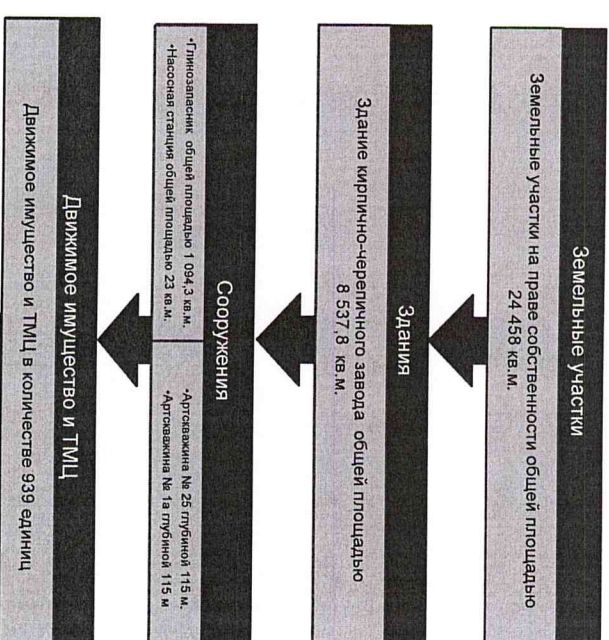 Земельные участки
Земельные участки на праве собственности общей площадью
24 458 кв.м.
Здания
Здание кирпично-черепичного завода общей площадью
8 537,8 кв.м.
Сооружения
•Глинозапасник общей площадью 1 094,3 кв.м.
•Насосная станция общей площадью 23 кв.м.
•Артскважина № 25 глубиной 115 м.
•Артскважина № 1а глубиной 115 м
Движимое имущество и ТМЦ
Движимое имущество и ТМЦ в количестве 939 единиц